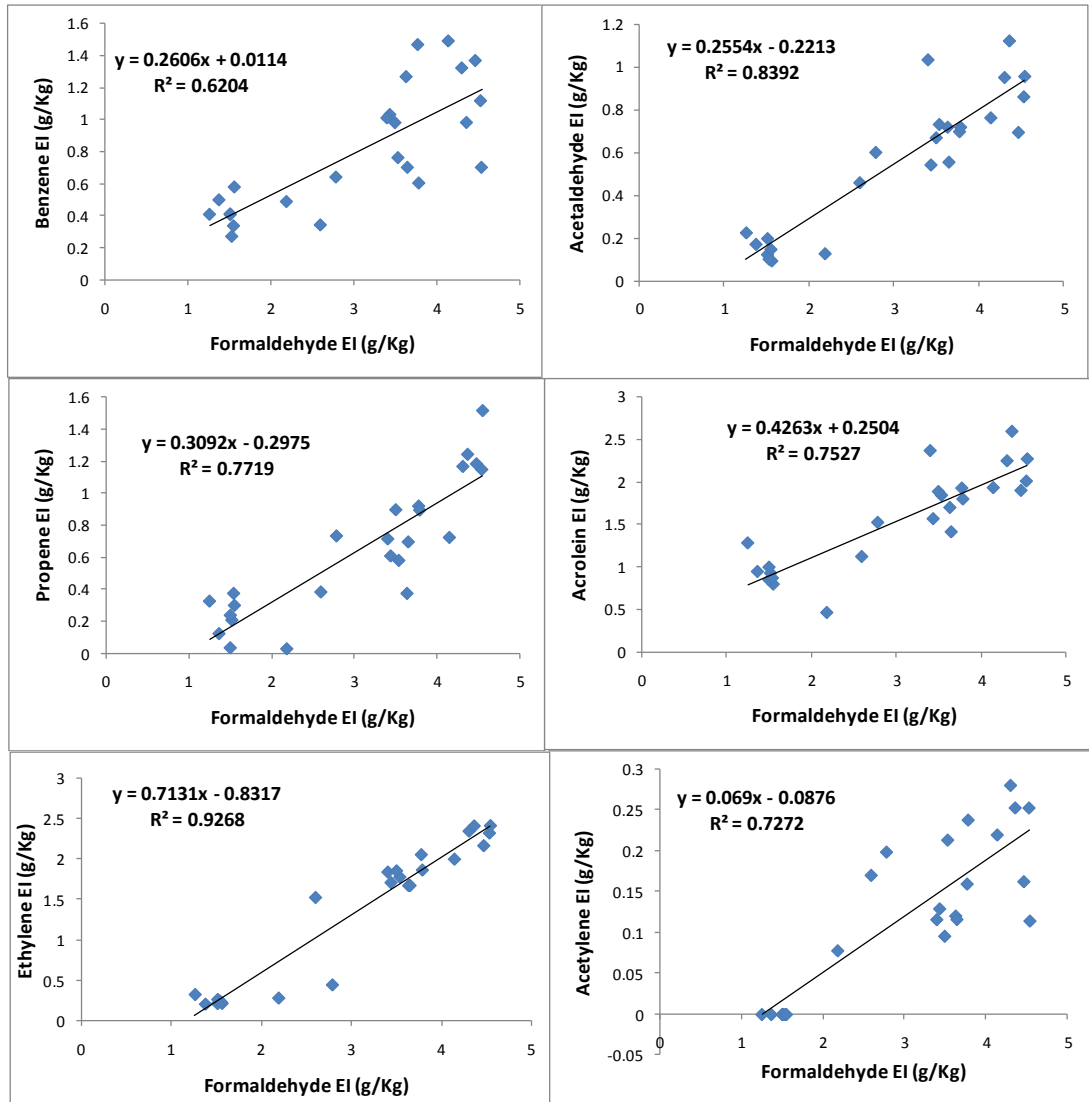 Benzene EI (g/Kg)
1.6
1.4
1.2
1
0.8
0.6
0.4
0.2
0
y = 0.2606x + 0.0114
R² = 0.6204
0 1 2 3 4 5
Formaldehyde EI (g/Kg)
Acetaldehyde EI (g/Kg)
1.2
1
0.8
0.6
0.4
0.2
0
y = 0.2554x - 0.2213
R² = 0.8392
0 1 2 3 4 5
Formaldehyde EI (g/Kg)
Propene EI (g/Kg)
1.6
1.4
1.2
1
0.8
0.6
0.4
0.2
0
y = 0.3092x - 0.2975
R² = 0.7719
0 1 2 3 4 5
Formaldehyde EI (g/Kg)
Acrolein EI (g/Kg)
3
2.5
2
1.5
1
0.5
0
y = 0.4263x + 0.2504
R² = 0.7527
0 1 2 3 4 5
Formaldehyde EI (g/Kg)
Ethylene EI (g/Kg)
3
2.5
2
1.5
1
0.5
0
y = 0.7131x - 0.8317
R² = 0.9268
0 1 2 3 4 5
Formaldehyde EI (g/Kg)
Acetylene EI (g/Kg)
0.3
0.25
0.2
0.15
0.1
0.05
0
-0.05
y = 0.069x - 0.0876
R² = 0.7272
0 1 2 3 4 5
Formaldehyde EI (g/Kg)